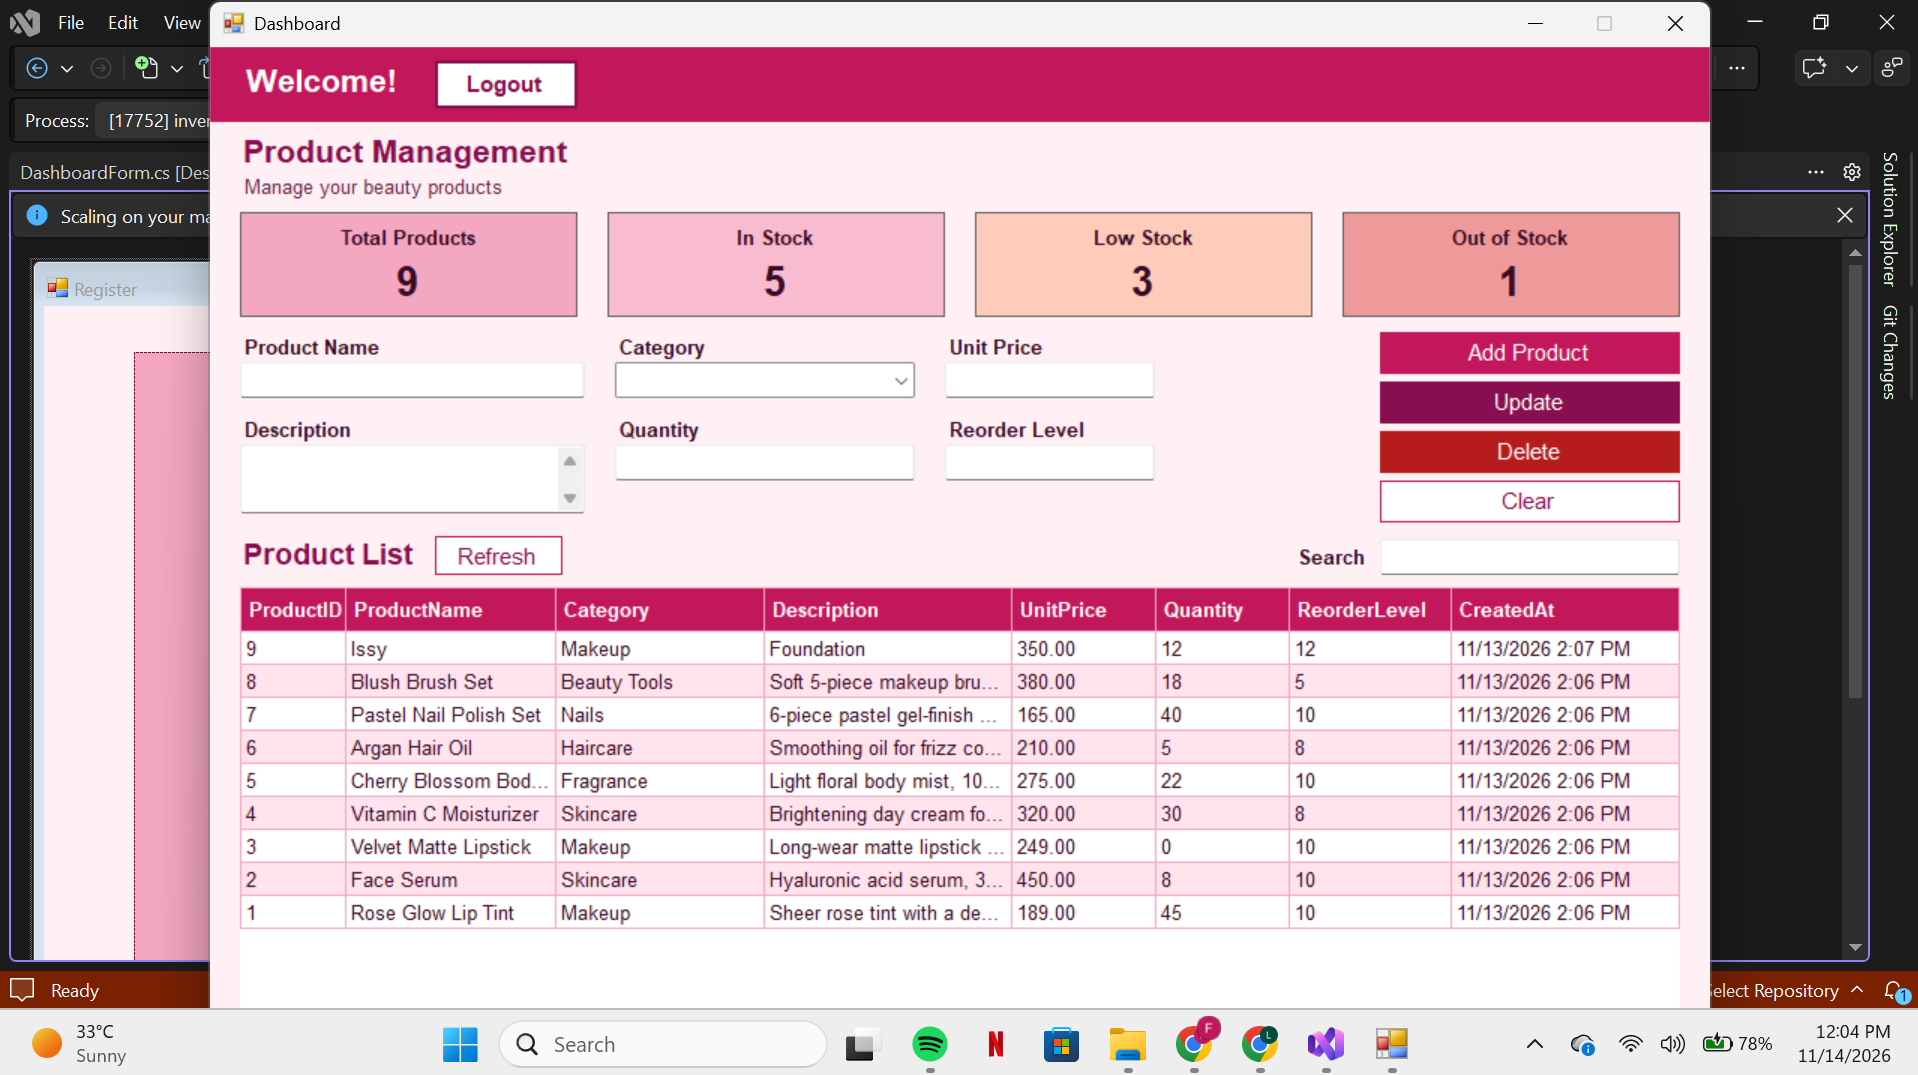 File Edit View
Dashboard
Welcome!
Logout
Process: [17752] inver
Product Management
DashboardForm.cs [Des
Manage your beauty products
Scaling on your ma
Solution Explorer
Git Changes
Register
Total Products
9
In Stock
5
Low Stock
3
Out of Stock
1
Product Name
Category
Unit Price
Add Product
Update
Description
Quantity
Reorder Level
Delete
Clear
Product List
Refresh
Search
ProductID ProductName Category Description UnitPrice Quantity ReorderLevel CreatedAt
9 Issy Makeup Foundation 350.00 12 12 11/13/2026 2:07 PM
8 Blush Brush Set Beauty Tools Soft 5-piece makeup bru... 380.00 18 5 11/13/2026 2:06 PM
7 Pastel Nail Polish Set Nails 6-piece pastel gel-finish ... 165.00 40 10 11/13/2026 2:06 PM
6 Argan Hair Oil Haircare Smoothing oil for frizz co... 210.00 5 8 11/13/2026 2:06 PM
5 Cherry Blossom Bod... Fragrance Light floral body mist, 10... 275.00 22 10 11/13/2026 2:06 PM
4 Vitamin C Moisturizer Skincare Brightening day cream fo... 320.00 30 8 11/13/2026 2:06 PM
3 Velvet Matte Lipstick Makeup Long-wear matte lipstick ... 249.00 0 10 11/13/2026 2:06 PM
2 Face Serum Skincare Hyaluronic acid serum, 3... 450.00 8 10 11/13/2026 2:06 PM
1 Rose Glow Lip Tint Makeup Sheer rose tint with a de... 189.00 45 10 11/13/2026 2:06 PM
Ready
elect Repository
1
33°C
Sunny
Search
N
F
L
78%
12:04 PM
11/14/2026